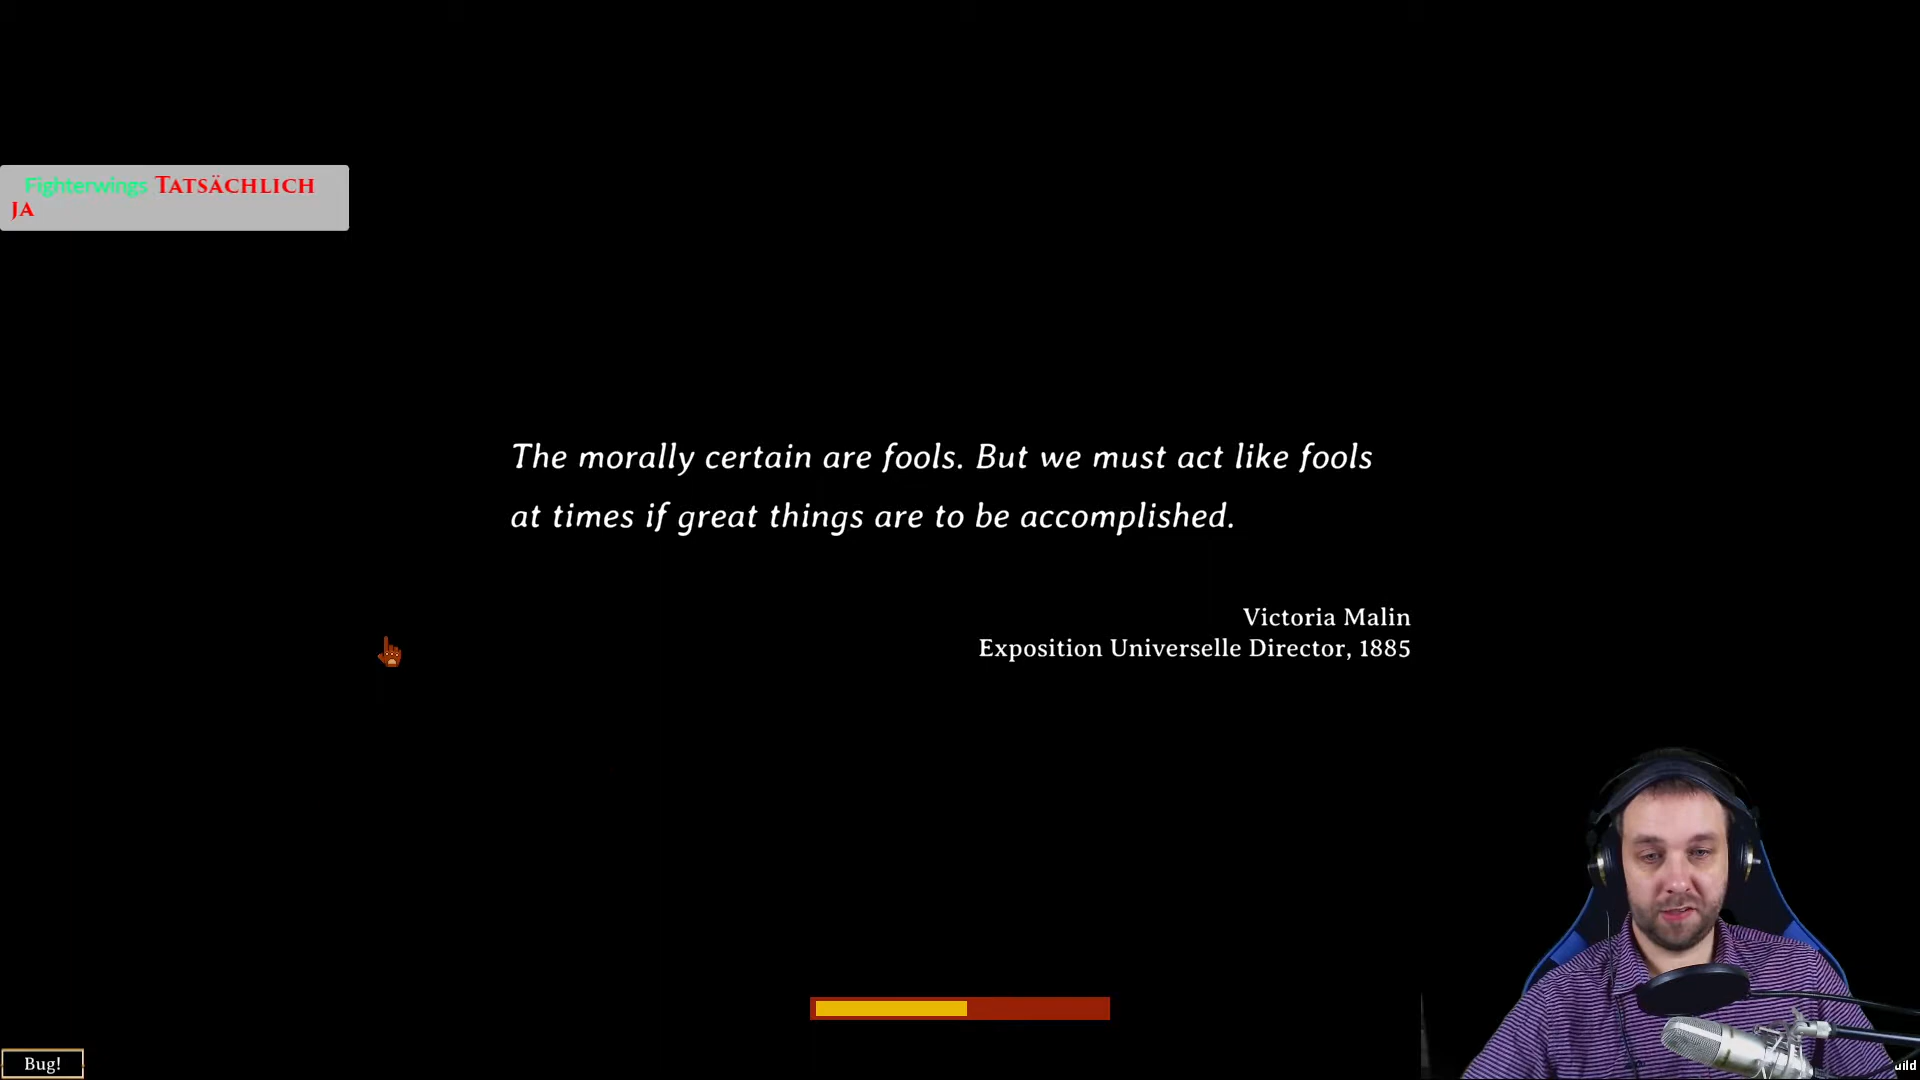 Fighterwings TATSÄCHLICH
JA
The morally certain are fools. But we must act like fools
at times if great things are to be accomplished.
Victoria Malin
Exposition Universelle Director, 1885
Bug!